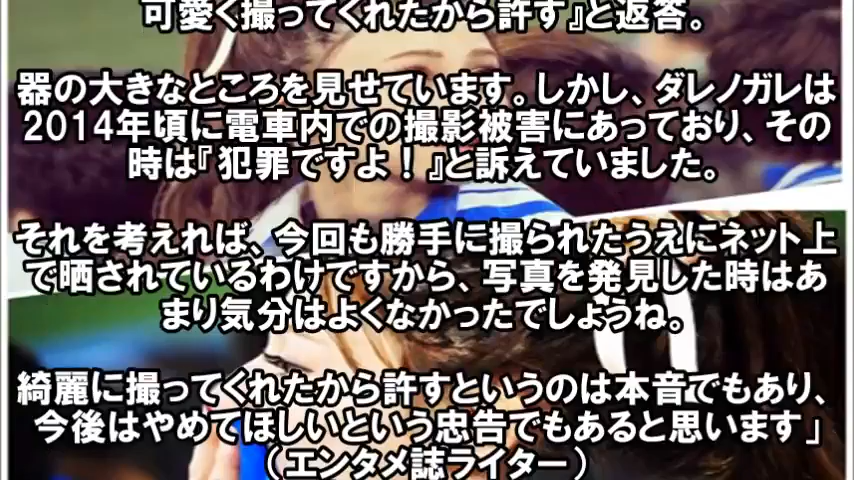 可愛く撮ってくれたから許す』と返答。
器の大きなところを見せています。しかし、ダレノガレは
2014年頃に電車内での撮影被害にあっており、その
時は『犯罪ですよ！』と訴えていました。
それを考えれば、今回も勝手に撮られたうえにネット上
で晒されているわけですから、写真を発見した時はあ
まり気分はよくなかったでしょうね。
綺麗に撮ってくれたから許すというのは本音でもあり、
今後はやめてほしいという忠告でもあると思います」
（エンタメ誌ライター）